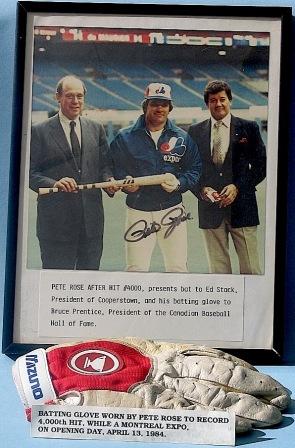 expos
Pete Rose
PETE ROSE AFTER HIT #4000, presents bat to Ed Stack,
President of Cooperstown, and his batting glove to
Bruce Prentice, President of the Canadian Baseball
Hall of Fame.
MIZUNO
BATTING GLOVE WORN BY PETE ROSE TO RECORD
4,000th HIT, WHILE A MONTREAL EXPO,
ON OPENING DAY, APRIL 13, 1984.